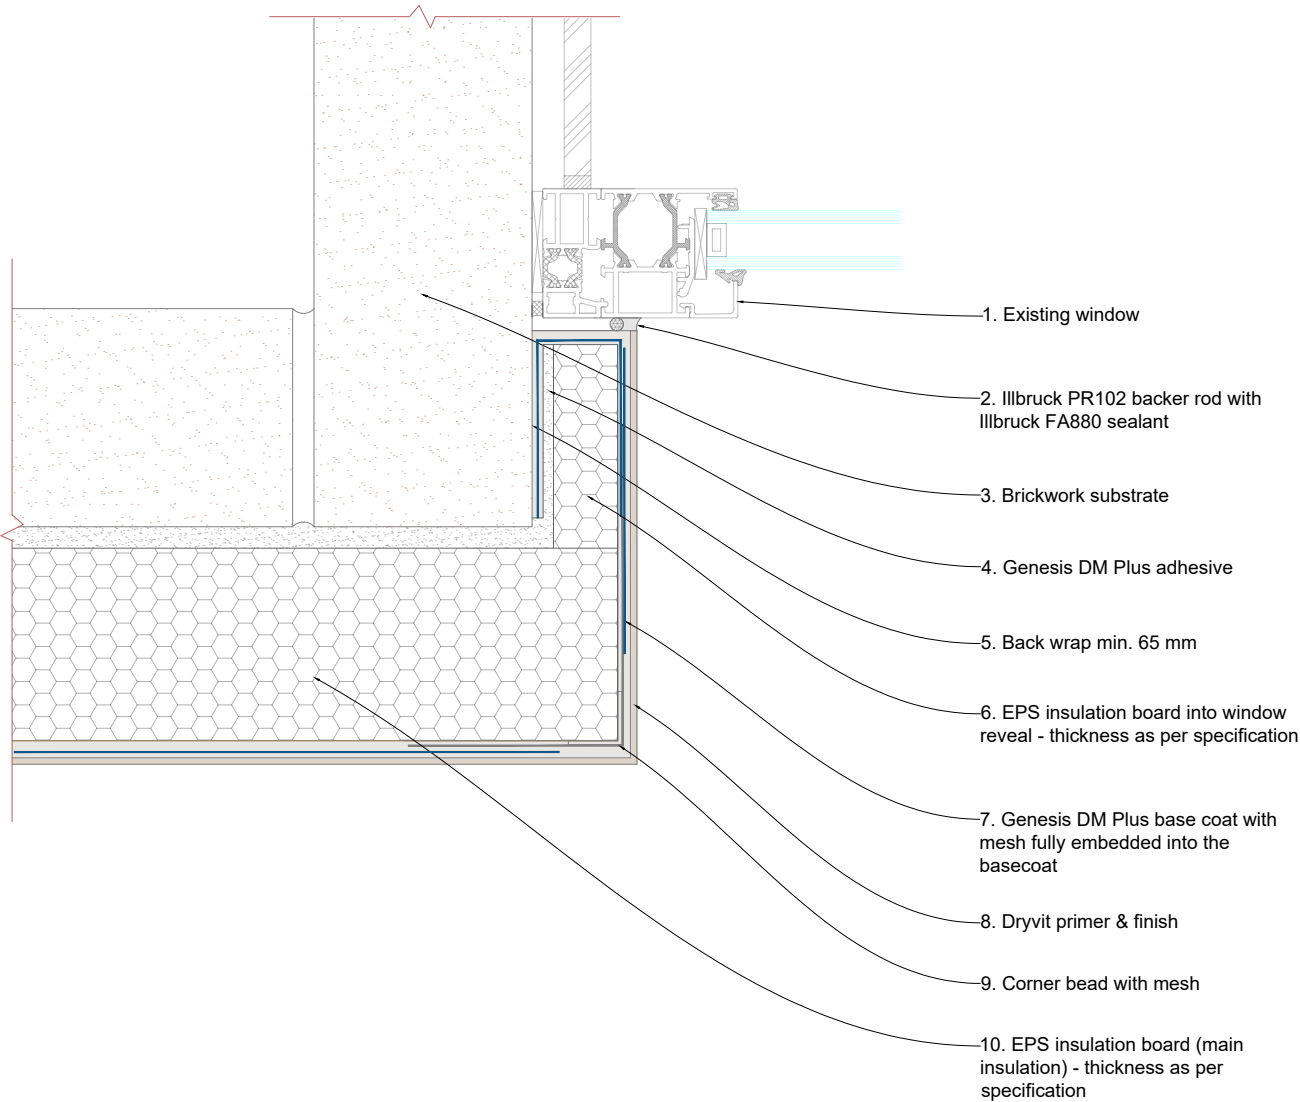 1. Existing window
2. Illbruck PR102 backer rod with
Illbruck FA880 sealant
3. Brickwork substrate
4. Genesis DM Plus adhesive
5. Back wrap min. 65 mm
6. EPS insulation board into window
reveal - thickness as per specification
7. Genesis DM Plus base coat with
mesh fully embedded into the
basecoat
8. Dryvit primer & finish
9. Corner bead with mesh
10. EPS insulation board (main
insulation) - thickness as per
specification